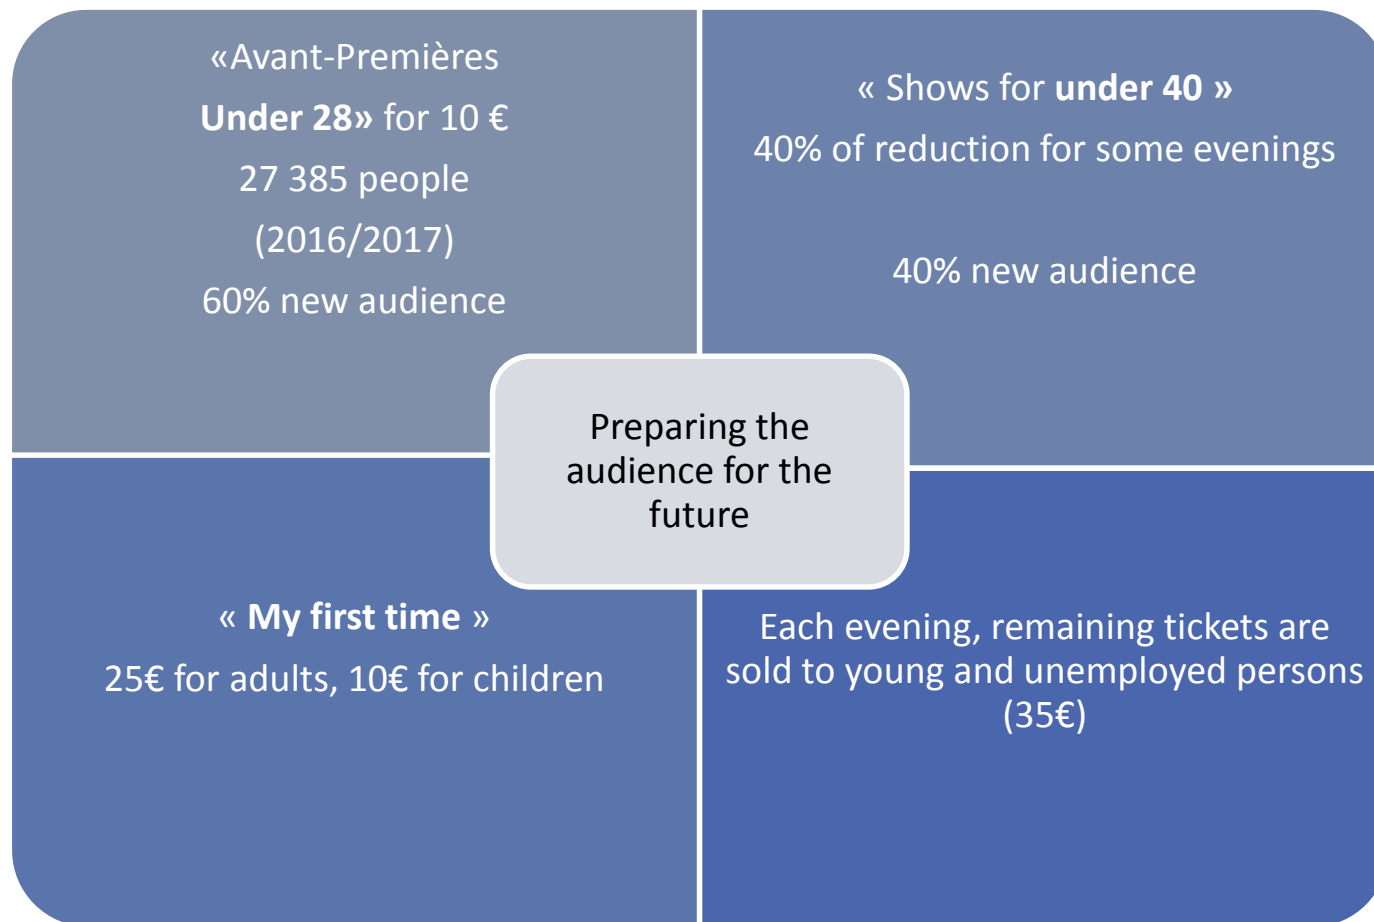 «Avant-Premières
Under 28» for 10 €
27 385 people
(2016/2017)
60% new audience
« Shows for under 40 »
40% of reduction for some evenings
40% new audience
Preparing the
audience for the
future
« My first time »
25€ for adults, 10€ for children
Each evening, remaining tickets are
sold to young and unemployed persons
(35€)